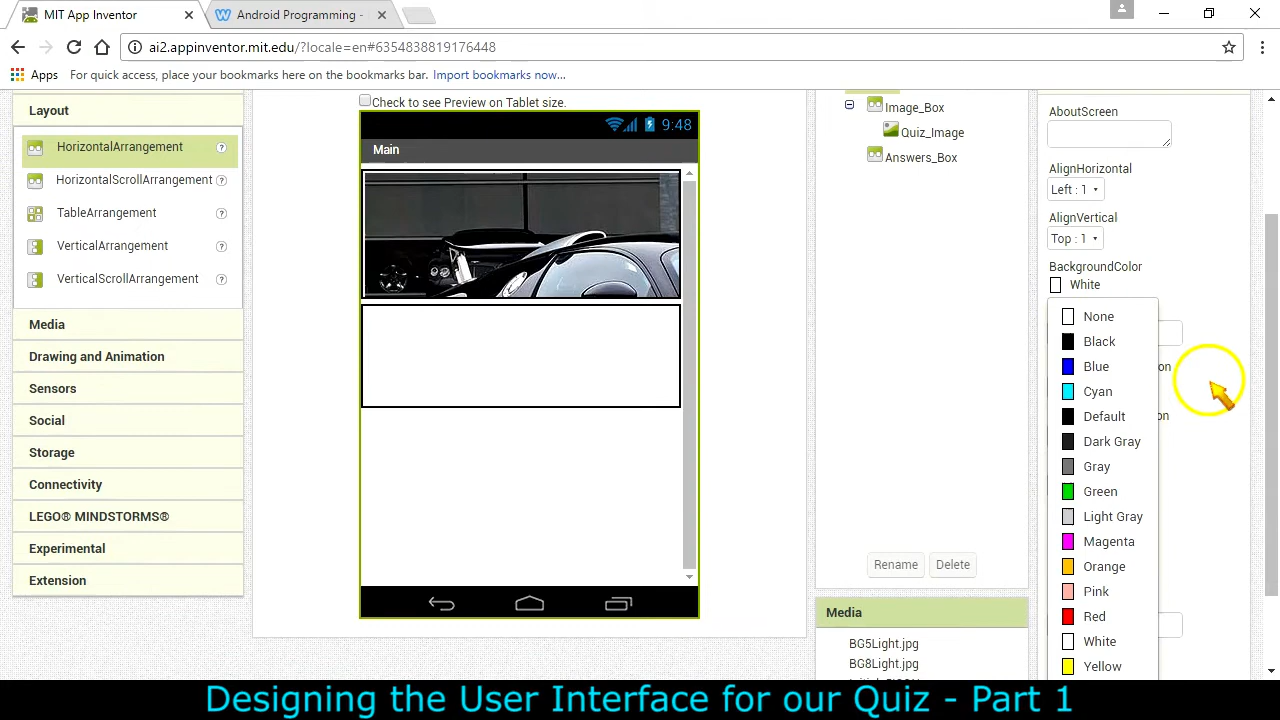 MIT App Inventor
Android Programming -
ai2.appinventor.mit.edu/?locale=en#6354838819176448
Apps
For quick access, place your bookmarks here on the bookmarks bar. Import bookmarks now...
Layout
HorizontalArrangement
HorizontalScrollArrangement
TableArrangement
VerticalArrangement
VerticalScrollArrangement
Media
Drawing and Animation
Sensors
Social
Storage
Connectivity
LEGO® MINDSTORMS®
Experimental
Extension
Check to see Preview on Tablet size.
9:48
Main
Image_Box
Quiz_Image
Answers_Box
Rename
Delete
Media
BG5Light.jpg
BG8Light.jpg
AboutScreen
AlignHorizontal
Left : 1
AlignVertical
Top : 1
BackgroundColor
White
None
Black
Blue
on
Cyan
Default
on
Dark Gray
Gray
Green
Light Gray
Magenta
Orange
Pink
Red
White
Yellow
Designing the User Interface for our Quiz - Part 1